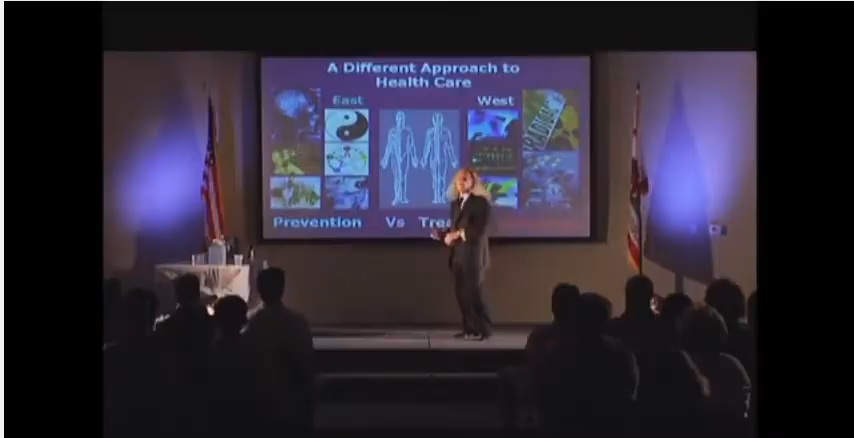 A Different Approach to
Health Care
East
West
Prevention Vs